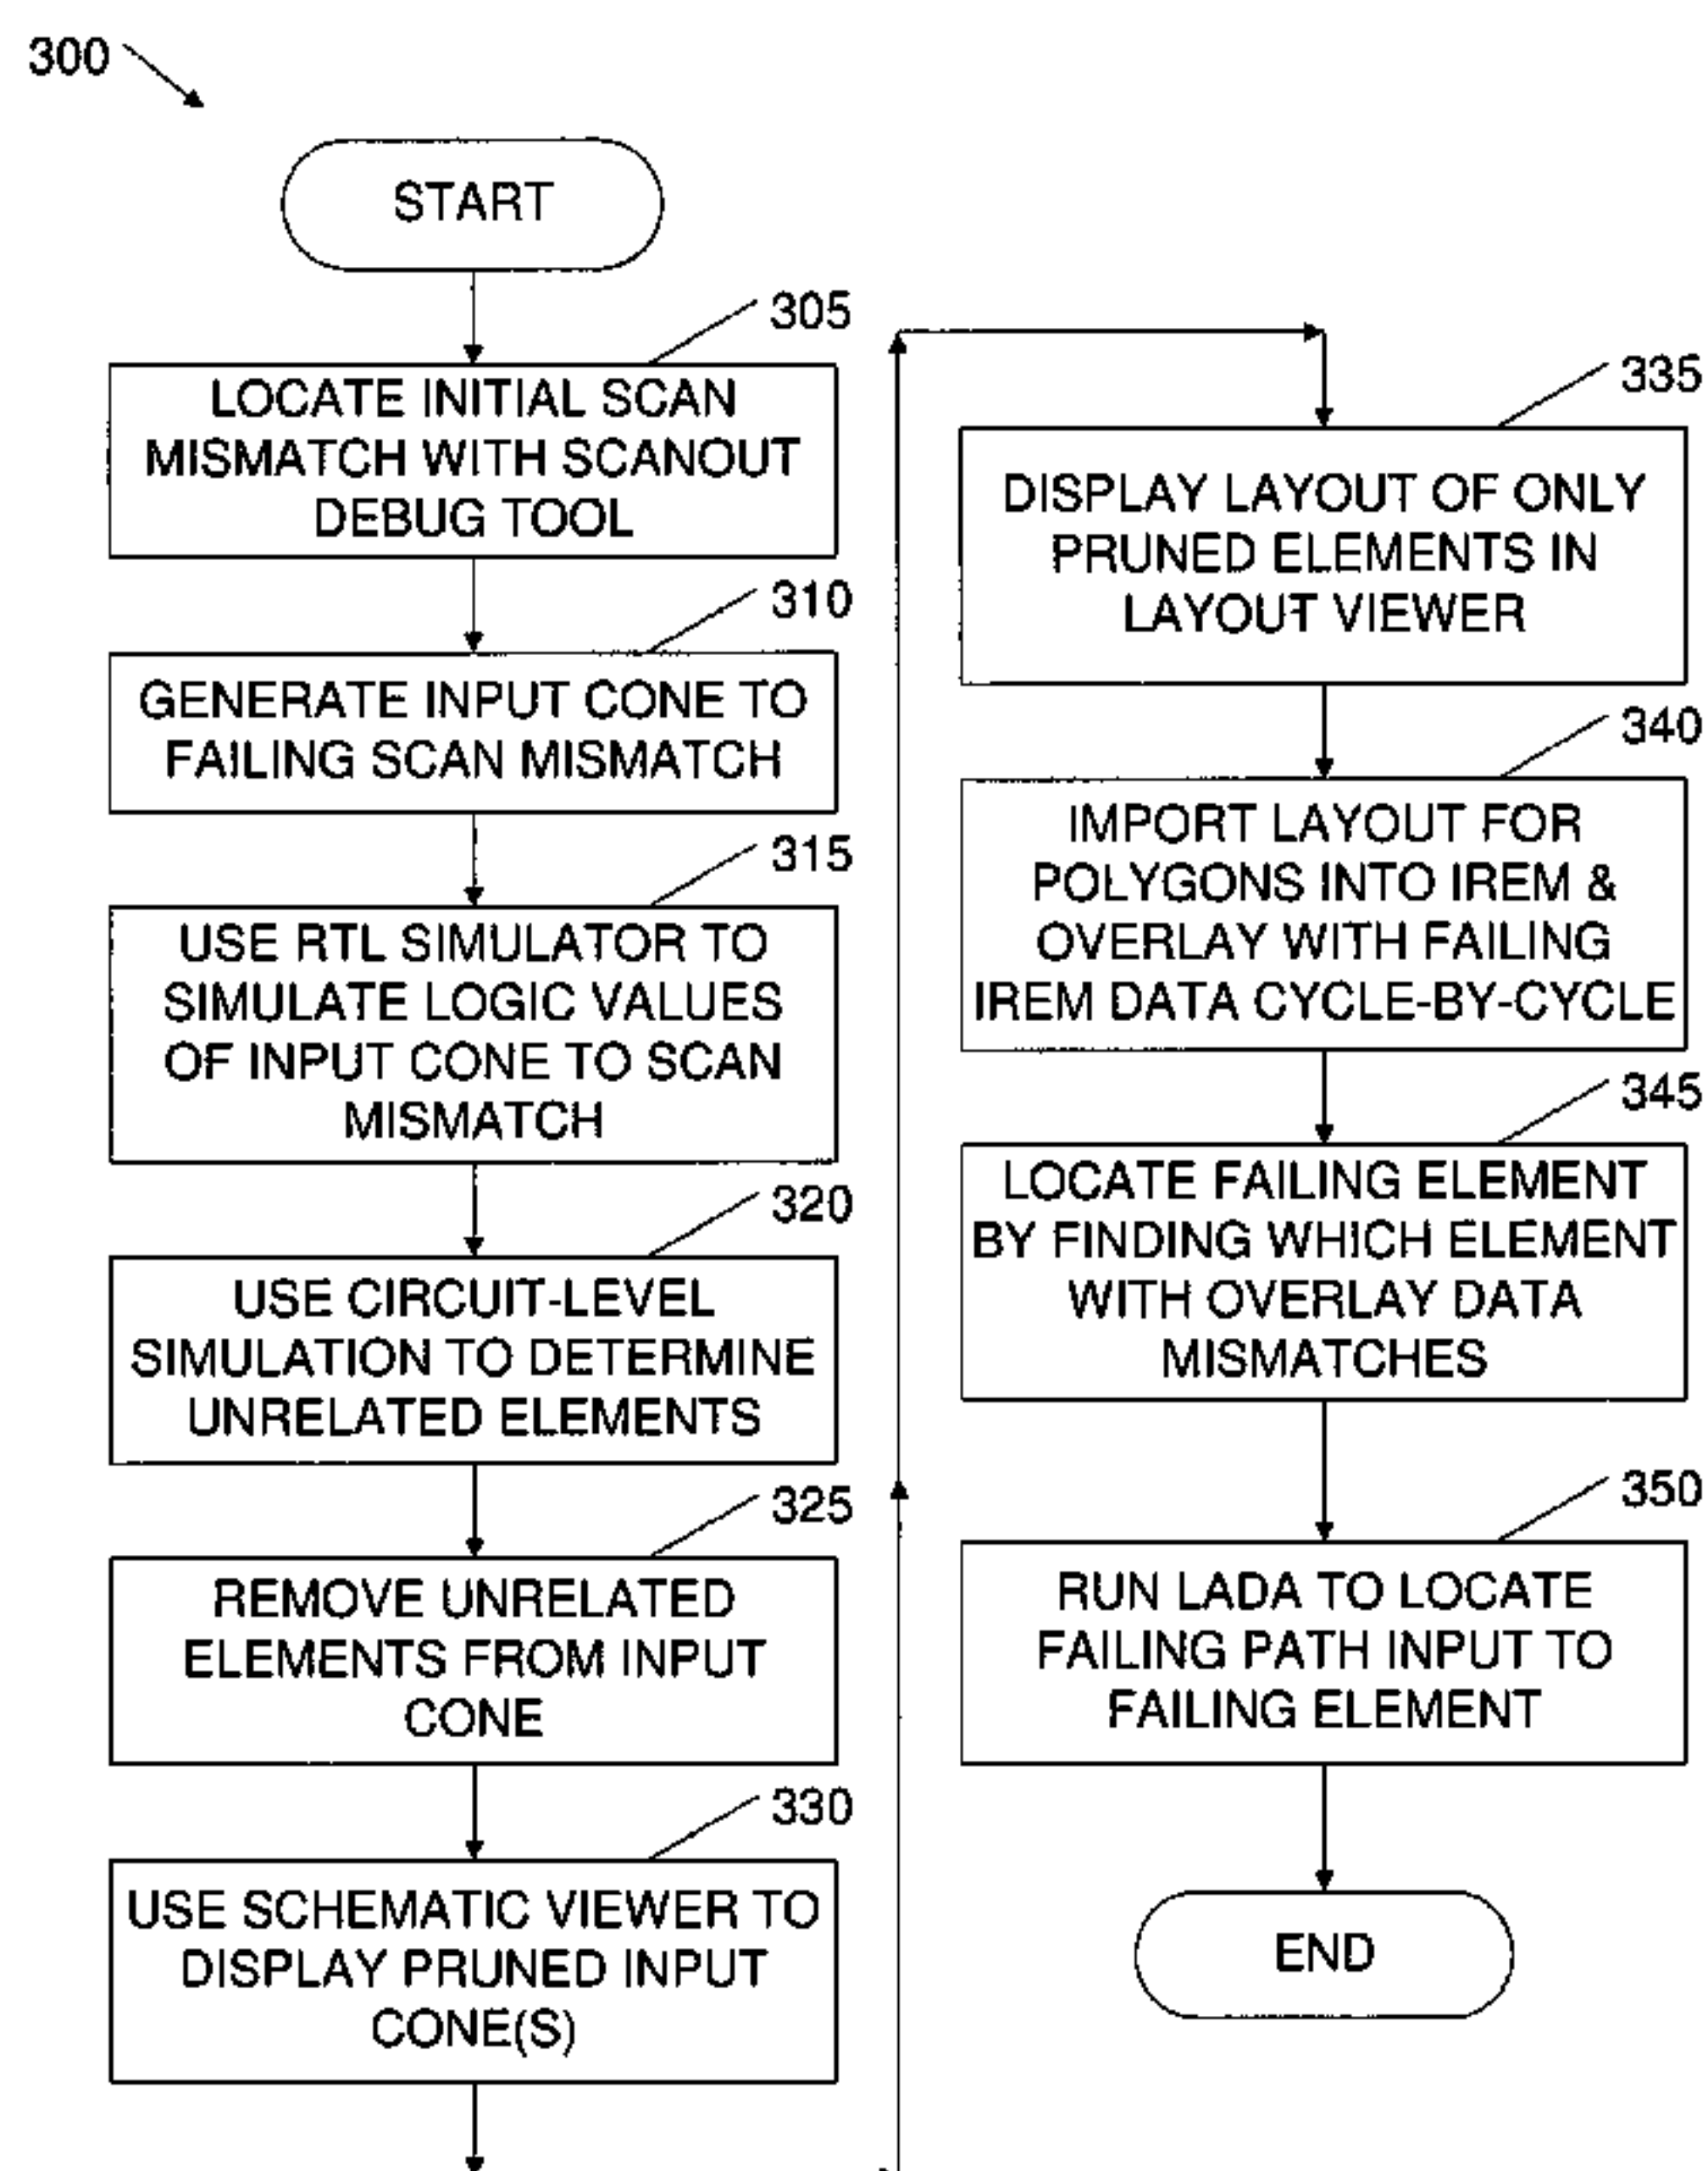 300
START
305
LOCATE INITIAL SCAN
MISMATCH WITH SCANOUT
DEBUG TOOL
310
GENERATE INPUT CONE TO
FAILING SCAN MISMATCH
315
USE RTL SIMULATOR TO
SIMULATE LOGIC VALUES
OF INPUT CONE TO SCAN
MISMATCH
320
USE CIRCUIT-LEVEL
SIMULATION TO DETERMINE
UNRELATED ELEMENTS
325
REMOVE UNRELATED
ELEMENTS FROM INPUT
CONE
330
USE SCHEMATIC VIEWER TO
DISPLAY PRUNED INPUT
CONE(S)
335
DISPLAY LAYOUT OF ONLY
PRUNED ELEMENTS IN
LAYOUT VIEWER
340
IMPORT LAYOUT FOR
POLYGONS INTO IREM &
OVERLAY WITH FAILING
IREM DATA CYCLE-BY-CYCLE
345
LOCATE FAILING ELEMENT
BY FINDING WHICH ELEMENT
WITH OVERLAY DATA
MISMATCHES
350
RUN LADA TO LOCATE
FAILING PATH INPUT TO
FAILING ELEMENT
END